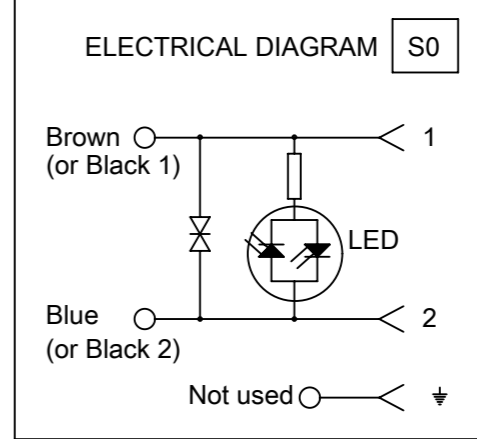 ELECTRICAL DIAGRAM S0
Brown 1
(or Black 1)
LED
Blue 2
(or Black 2)
Not used